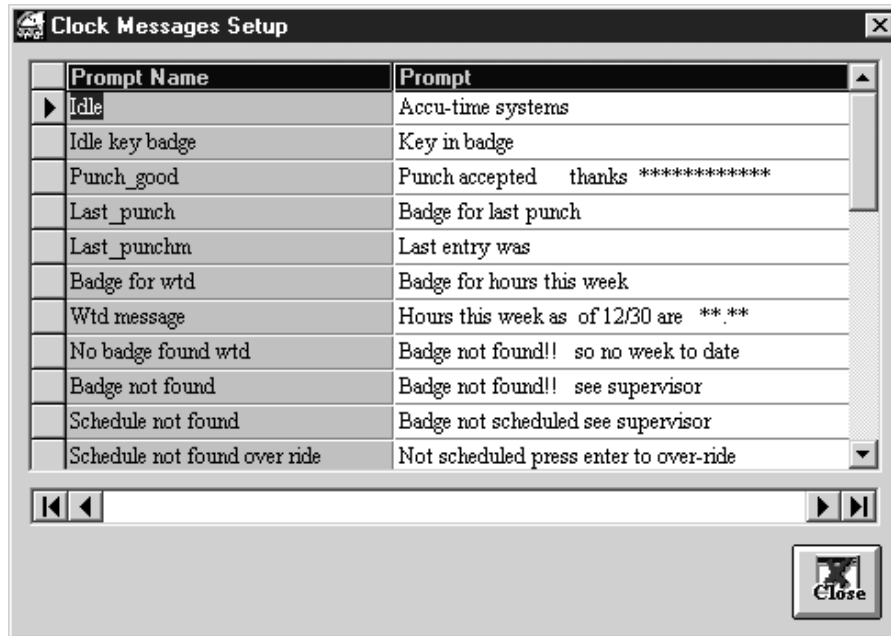 Clock Messages Setup
Prompt Name Prompt
Idle Accu-time systems
Idle key badge Key in badge
Punch_good Punch accepted thanks ************
Last_punch Badge for last punch
Last_punchm Last entry was
Badge for wtd Badge for hours this week
Wtd message Hours this week as of 12/30 are **.**
No badge found wtd Badge not found!! so no week to date
Badge not found Badge not found!! see supervisor
Schedule not found Badge not scheduled see supervisor
Schedule not found over ride Not scheduled press enter to over-ride
Close